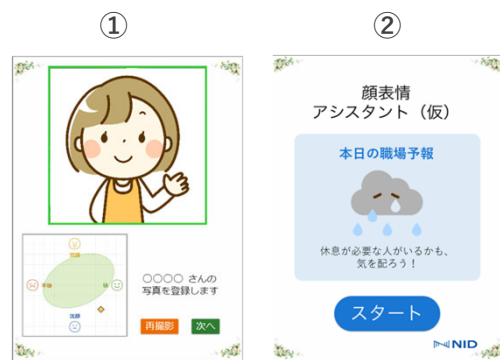 ①
○○○○ さんの
写真を登録します
再撮影
次へ
②
顔表情
アシスタント（仮）
本日の職場予報
休息が必要な人がいるかも、
気を配ろう！
スタート
NID